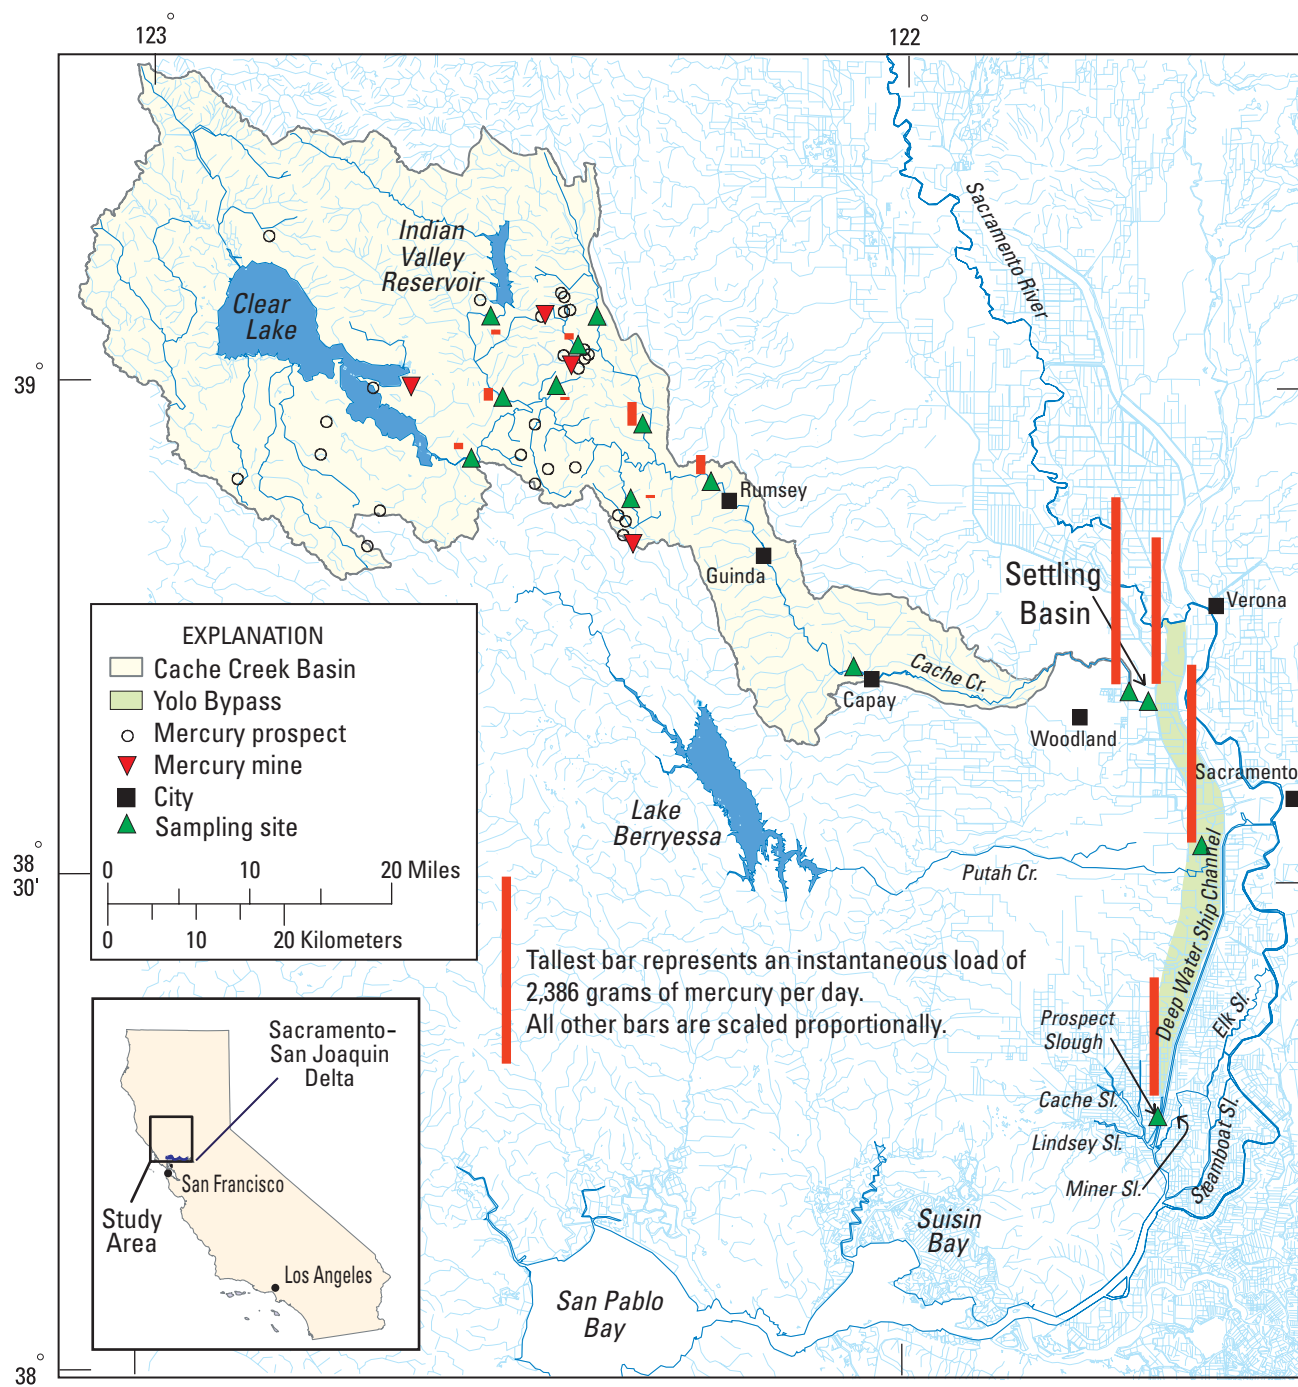 123°
122°
39°
38°
30'
38°
Sacramento River
Indian
Valley
Reservoir
Clear
Lake
Rumsey
Guinda
Settling
Basin
Verona
Cache Cr.
Capay
Woodland
Sacramento
Lake
Berryessa
Putah Cr.
Deep Water Ship Channel
Elk Sl.
Prospect
Slough
Cache Sl.
Lindsey Sl.
Miner Sl.
Steamboat Sl.
Suisin
Bay
San Pablo
Bay
EXPLANATION
Cache Creek Basin
Yolo Bypass
Mercury prospect
Mercury mine
City
Sampling site
0 10 20 Miles
0 10 20 Kilometers
Tallest bar represents an instantaneous load of
2,386 grams of mercury per day.
All other bars are scaled proportionally.
Sacramento-
San Joaquin
Delta
San Francisco
Study
Area
Los Angeles